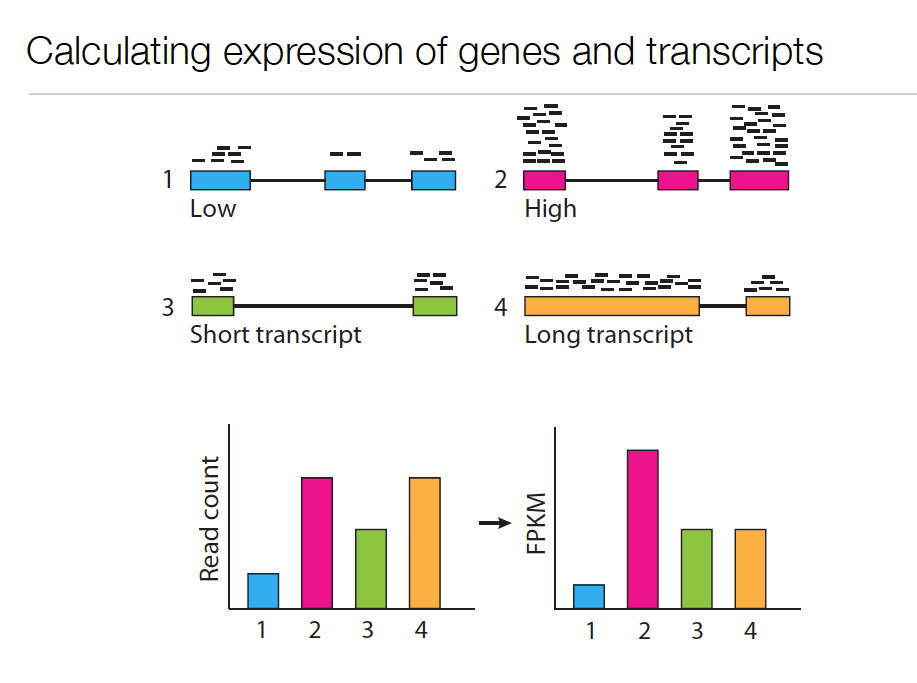 Calculating expression of genes and transcripts
1
Low
2
High
3
Short transcript
4
Long transcript
Read count
1 2 3 4
FPKM
1 2 3 4